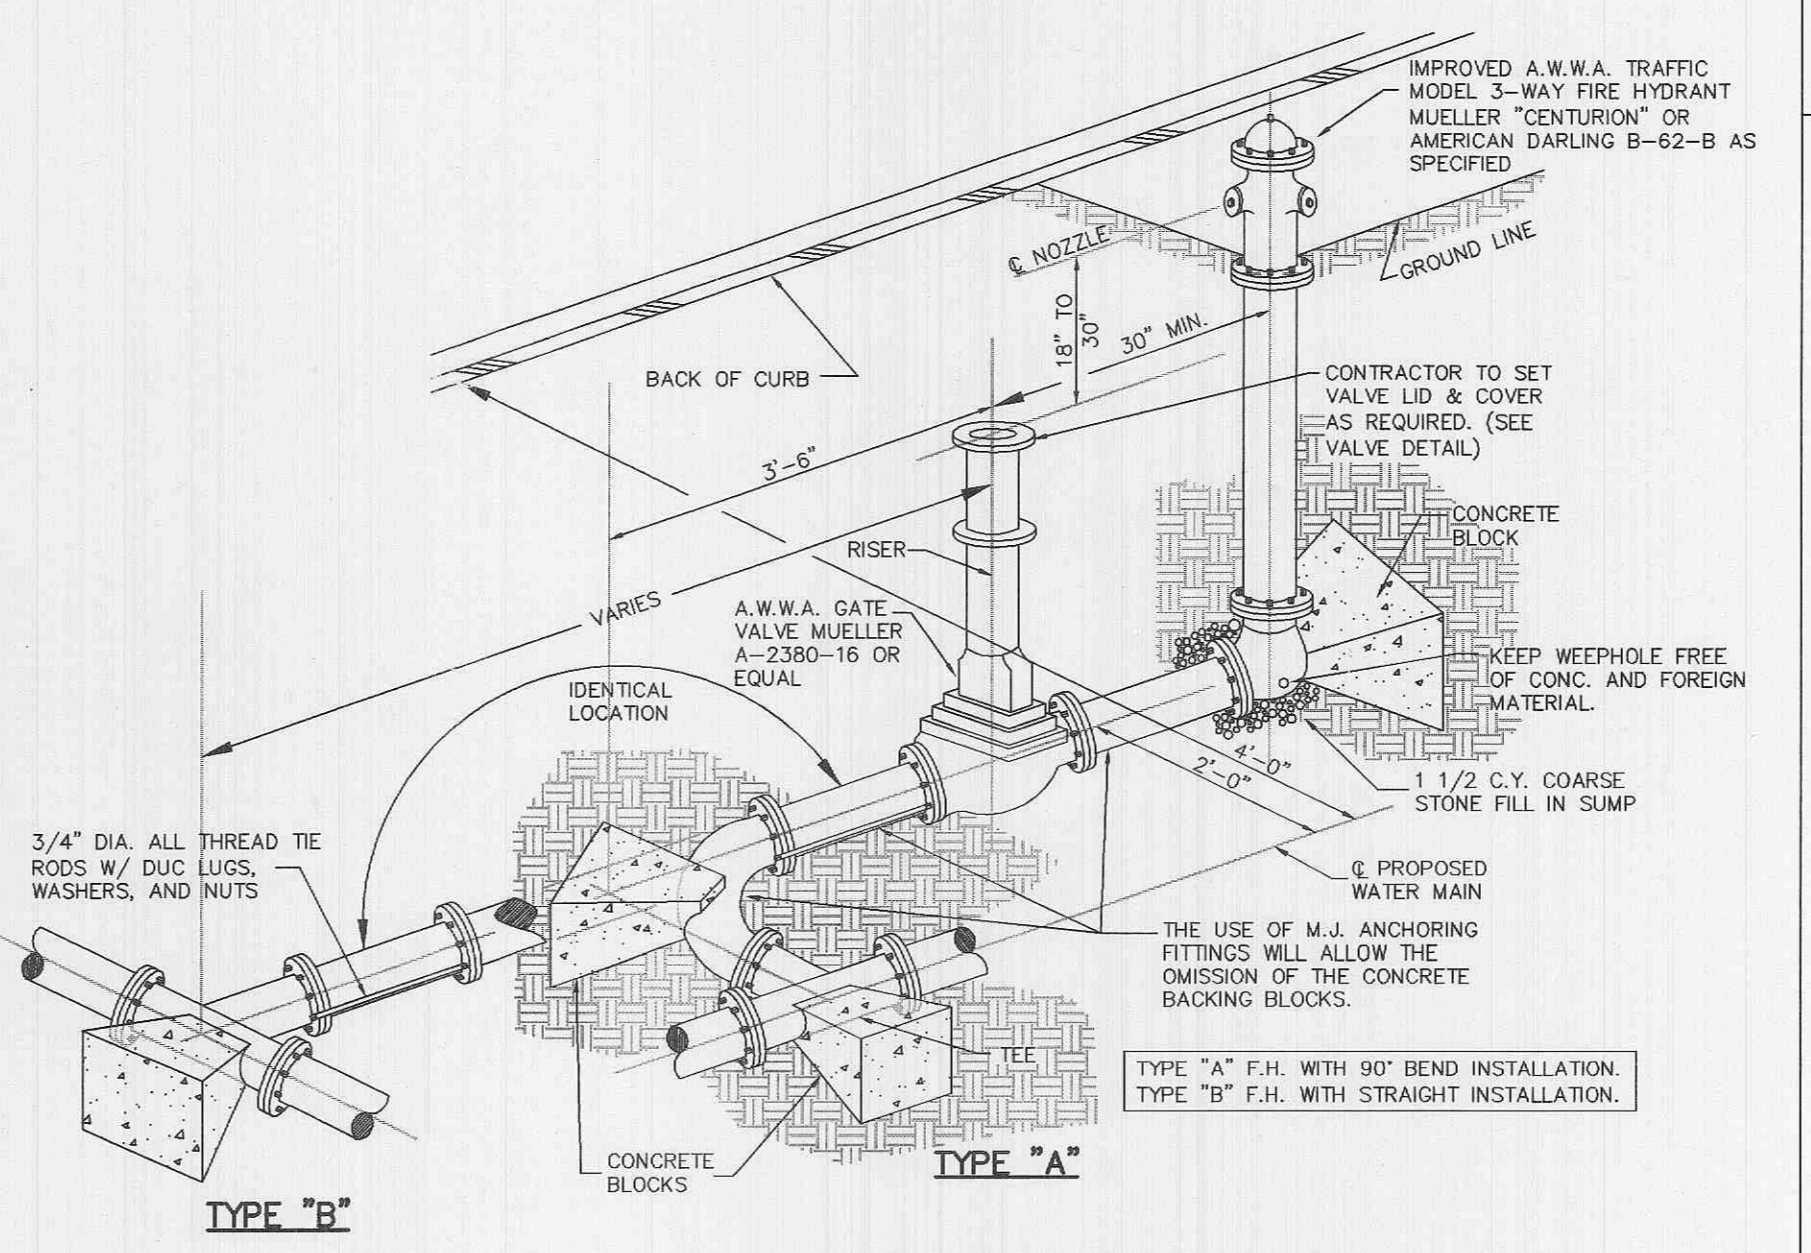 IMPROVED A.W.W.A. TRAFFIC
MODEL 3-WAY FIRE HYDRANT
MUELLER "CENTURION" OR
AMERICAN DARLING B-62-B AS
SPECIFIED
℄ NOZZLE
GROUND LINE
18" TO
30"
30" MIN.
BACK OF CURB
CONTRACTOR TO SET
VALVE LID & COVER
AS REQUIRED. (SEE
VALVE DETAIL)
3'-6"
CONCRETE
BLOCK
RISER
VARIES
A.W.W.A. GATE
VALVE MUELLER
A-2380-16 OR
EQUAL
KEEP WEEPHOLE FREE
OF CONC. AND FOREIGN
MATERIAL.
IDENTICAL
LOCATION
4'-0"
2'-0"
1 1/2 C.Y. COARSE
STONE FILL IN SUMP
3/4" DIA. ALL THREAD TIE
RODS W/ DUC LUGS,
WASHERS, AND NUTS
℄ PROPOSED
WATER MAIN
THE USE OF M.J. ANCHORING
FITTINGS WILL ALLOW THE
OMISSION OF THE CONCRETE
BACKING BLOCKS.
TEE
TYPE "A" F.H. WITH 90° BEND INSTALLATION.
TYPE "B" F.H. WITH STRAIGHT INSTALLATION.
CONCRETE
BLOCKS
TYPE "A"
TYPE "B"